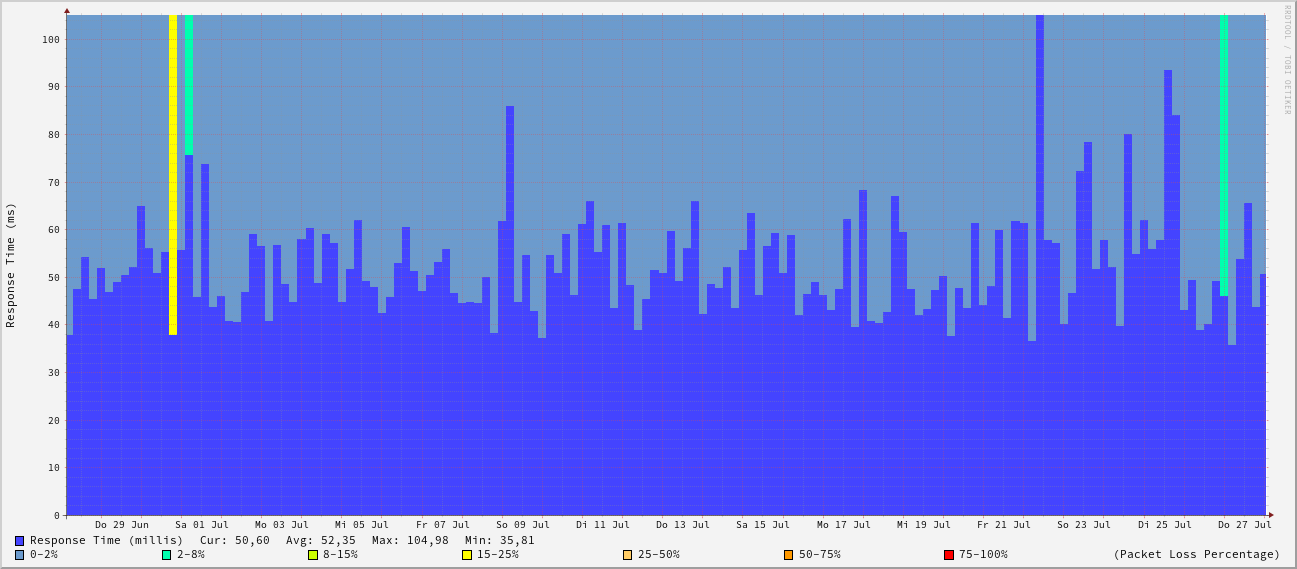 RRDTOOL / TOBI OETIKER
Response Time (ms)
100
90
80
70
60
50
40
30
20
10
0
Do 29 Jun Sa 01 Jul Mo 03 Jul Mi 05 Jul Fr 07 Jul So 09 Jul Di 11 Jul Do 13 Jul Sa 15 Jul Mo 17 Jul Mi 19 Jul Fr 21 Jul So 23 Jul Di 25 Jul Do 27 Jul
Response Time (millis) Cur: 50,60 Avg: 52,35 Max: 104,98 Min: 35,81
0-2% 2-8% 8-15% 15-25% 25-50% 50-75% 75-100% (Packet Loss Percentage)